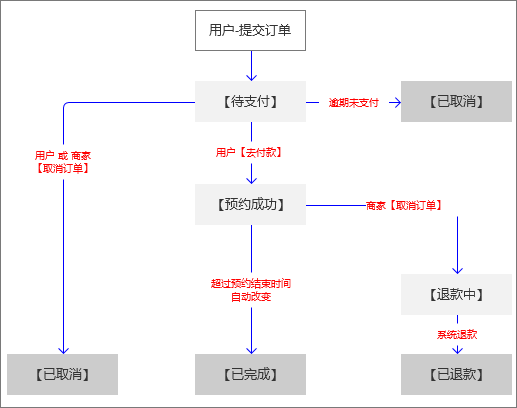 用户-提交订单
【待支付】
逾期未支付
【已取消】
用户 或 商家
【取消订单】
用户【去付款】
【预约成功】
商家【取消订单】
超过预约结束时间
自动改变
【退款中】
系统退款
【已取消】
【已完成】
【已退款】